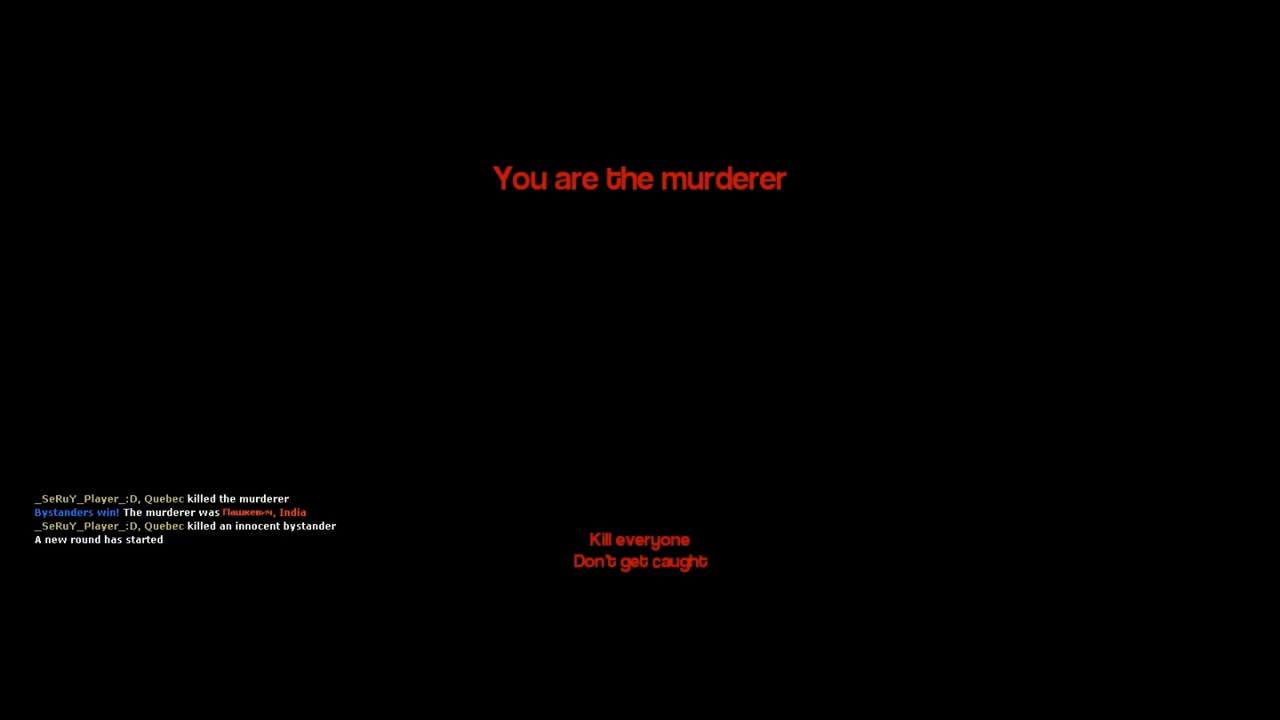 You are the murderer
_SeRuY_Player_:D, Quebec killed the murderer
Bystanders win! The murderer was Пашкевич, India
_SeRuY_Player_:D, Quebec killed an innocent bystander
A new round has started
Kill everyone
Don't get caught